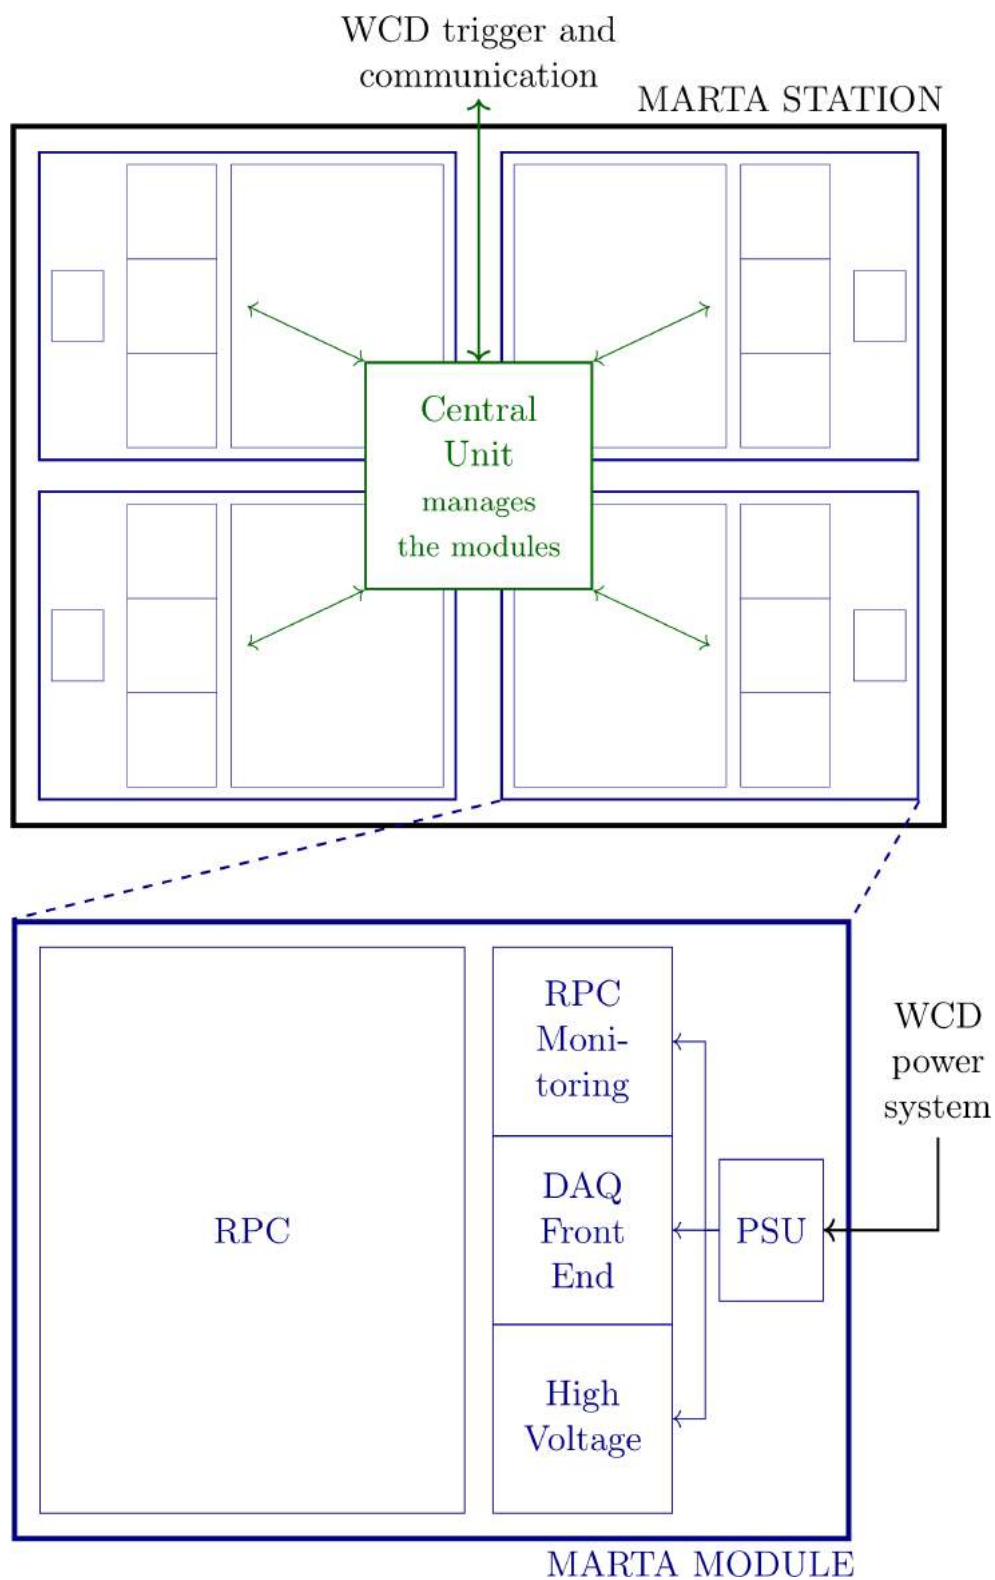 WCD trigger and
communication
MARTA STATION
Central
Unit
manages
the modules
RPC
Moni-
toring
WCD
power
system
RPC
DAQ
Front
End
PSU
High
Voltage
MARTA MODULE